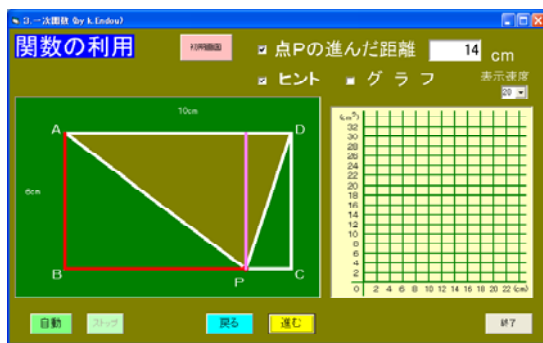 3.一次関数 (by k.Endou)
関数の利用
初期画面
点Pの進んだ距離 14 cm
ヒント グラフ
表示速度
20
10cm
A D
6cm
B P C
(cm²)
32
30
28
26
24
22
20
18
16
14
12
10
8
6
4
2
0 2 4 6 8 10 12 14 16 18 20 22 (cm)
自動 ストップ 戻る 進む 終了